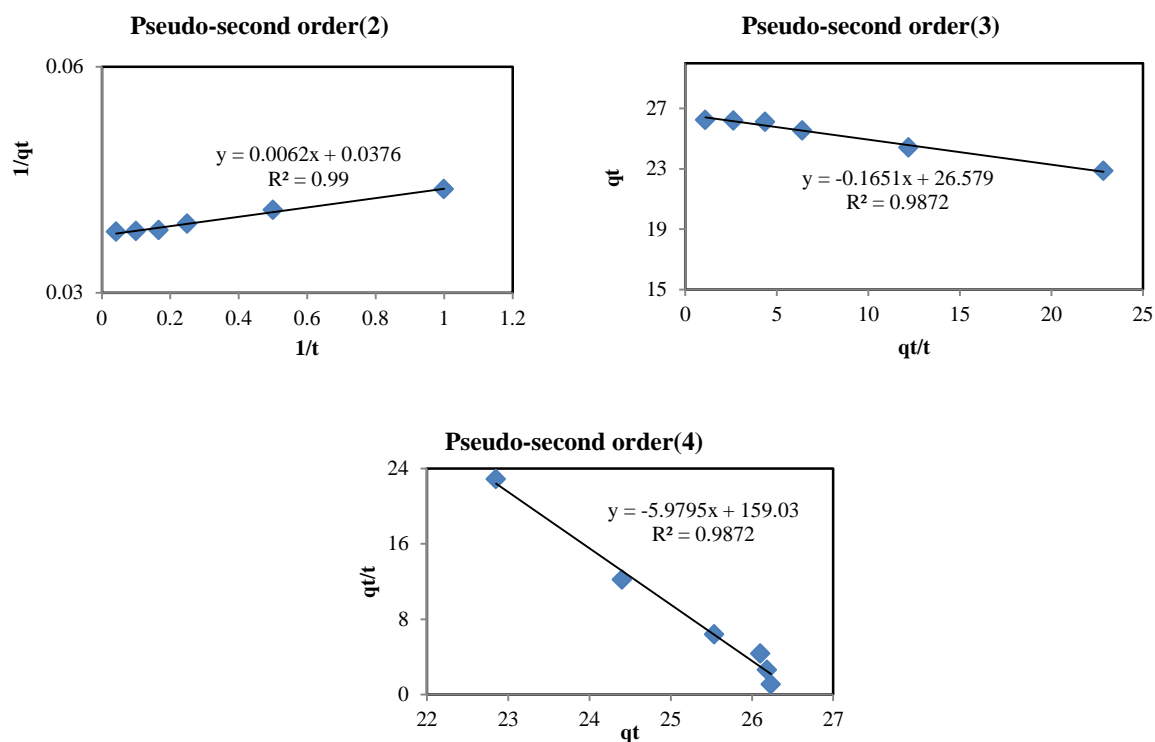 Pseudo-second order(2)
0.06
1/qt
y = 0.0062x + 0.0376
R² = 0.99
0.03
0 0.2 0.4 0.6 0.8 1 1.2
1/t
Pseudo-second order(3)
27
23
qt
y = -0.1651x + 26.579
R² = 0.9872
19
15
0 5 10 15 20 25
qt/t
Pseudo-second order(4)
24
y = -5.9795x + 159.03
R² = 0.9872
16
qt/t
8
0
22 23 24 25 26 27
qt